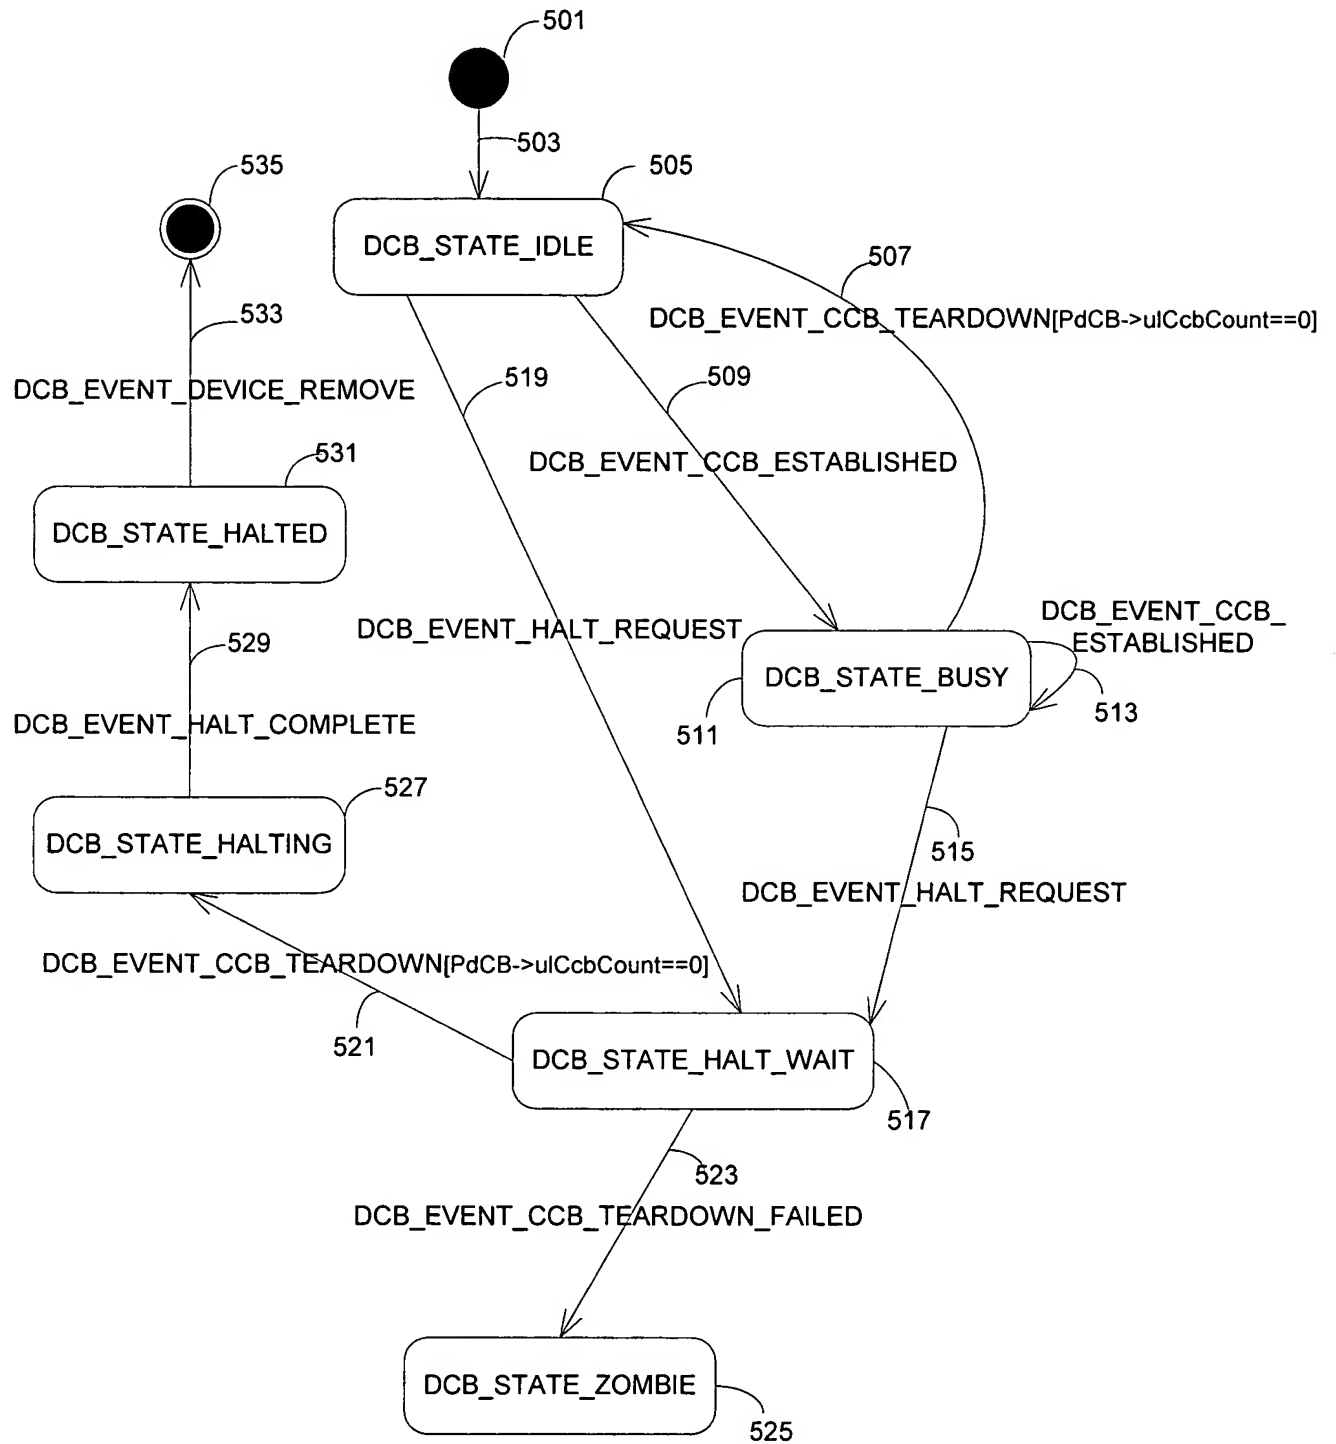 501
503
535
505
DCB_STATE_IDLE
507
533
DCB_EVENT_CCB_TEARDOWN[PdCB->ulCcbCount==0]
DCB_EVENT_DEVICE_REMOVE
519
509
531
DCB_EVENT_CCB_ESTABLISHED
DCB_STATE_HALTED
529
DCB_EVENT_HALT_REQUEST
DCB_EVENT_CCB_
ESTABLISHED
DCB_STATE_BUSY
513
511
DCB_EVENT_HALT_COMPLETE
527
DCB_STATE_HALTING
515
DCB_EVENT_HALT_REQUEST
DCB_EVENT_CCB_TEARDOWN[PdCB->ulCcbCount==0]
521
DCB_STATE_HALT_WAIT
517
523
DCB_EVENT_CCB_TEARDOWN_FAILED
DCB_STATE_ZOMBIE
525